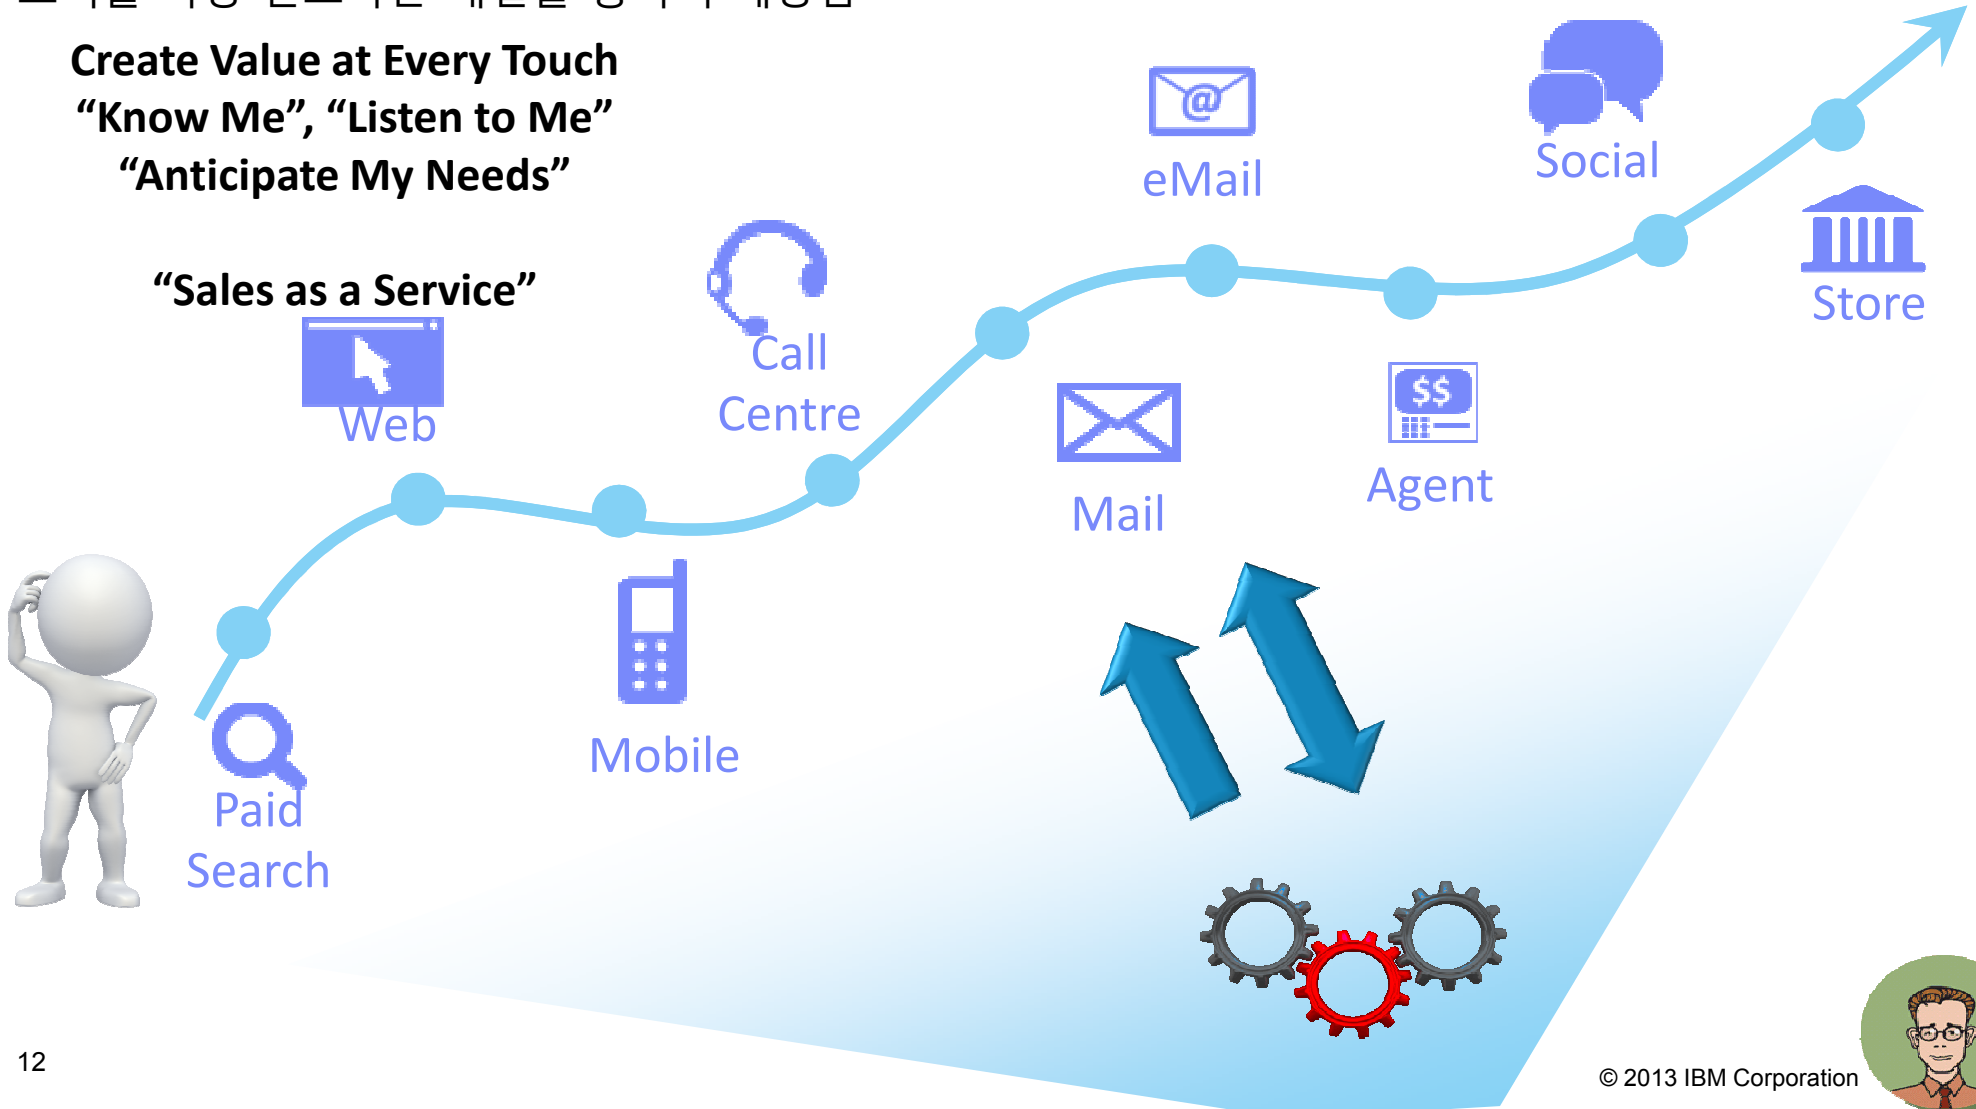 Create Value at Every Touch
“Know Me”, “Listen to Me”
“Anticipate My Needs”
“Sales as a Service”
eMail
Social
Store
Call
Centre
Web
Mail
$$
Agent
Mobile
Paid
Search
12
© 2013 IBM Corporation